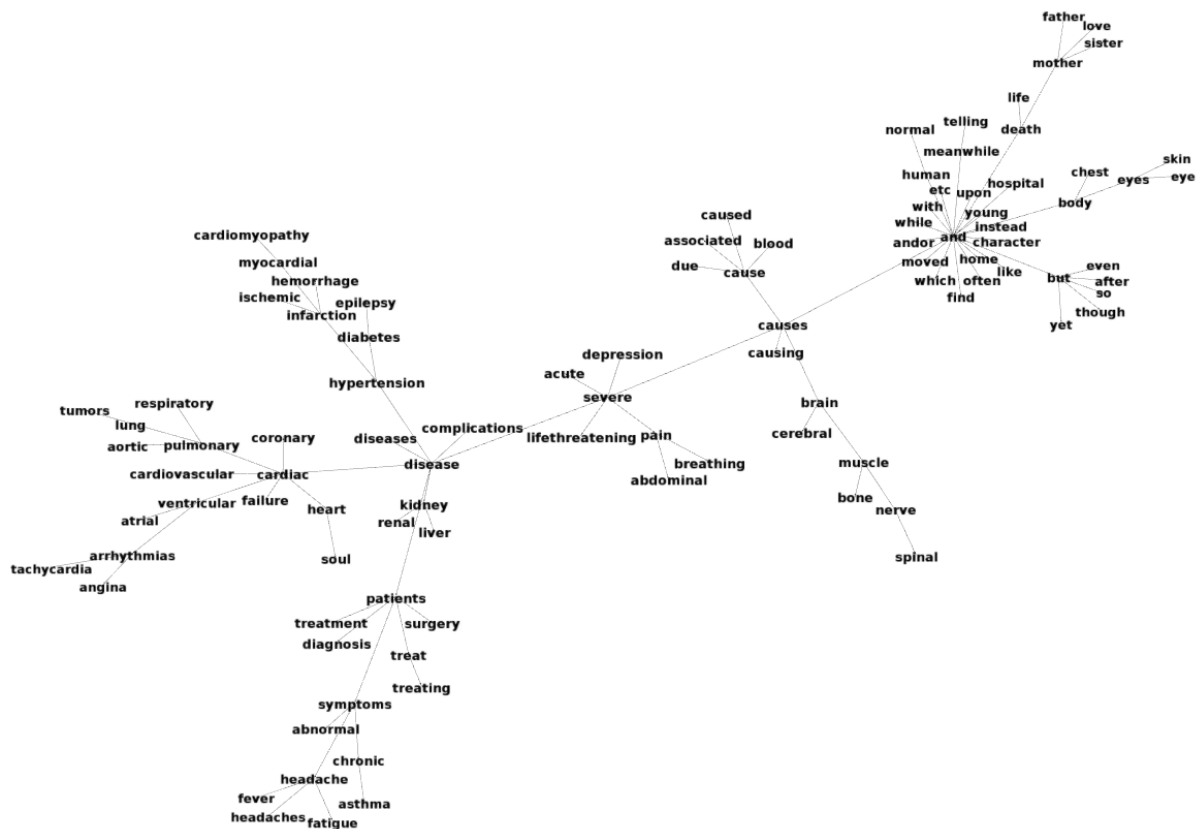 father
love
sister
mother
life
telling
death
normal
meanwhile
skin
chest
eyes
eye
human
hospital
etc
upon
body
with
young
caused
while
instead
cardiomyopathy
associated
blood
andor
and
character
myocardial
due
cause
moved
home
even
hemorrhage
like
but
after
ischemic
epilepsy
which
often
so
infarction
find
though
diabetes
causes
yet
depression
causing
hypertension
acute
severe
respiratory
brain
tumors
lung
complications
coronary
diseases
lifethreatening
pain
cerebral
aortic
pulmonary
disease
breathing
muscle
cardiovascular
cardiac
abdominal
ventricular
failure
kidney
bone
heart
nerve
atrial
renal
liver
arrhythmias
soul
spinal
tachycardia
angina
patients
treatment
surgery
diagnosis
treat
treating
symptoms
abnormal
chronic
headache
fever
asthma
headaches
fatigue